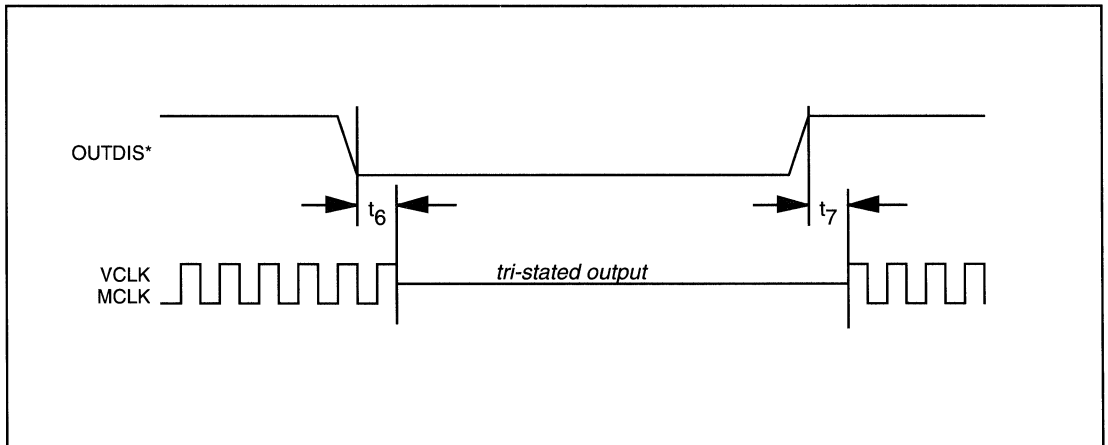 OUTDIS*
t6
t7
VCLK
tri-stated output
MCLK